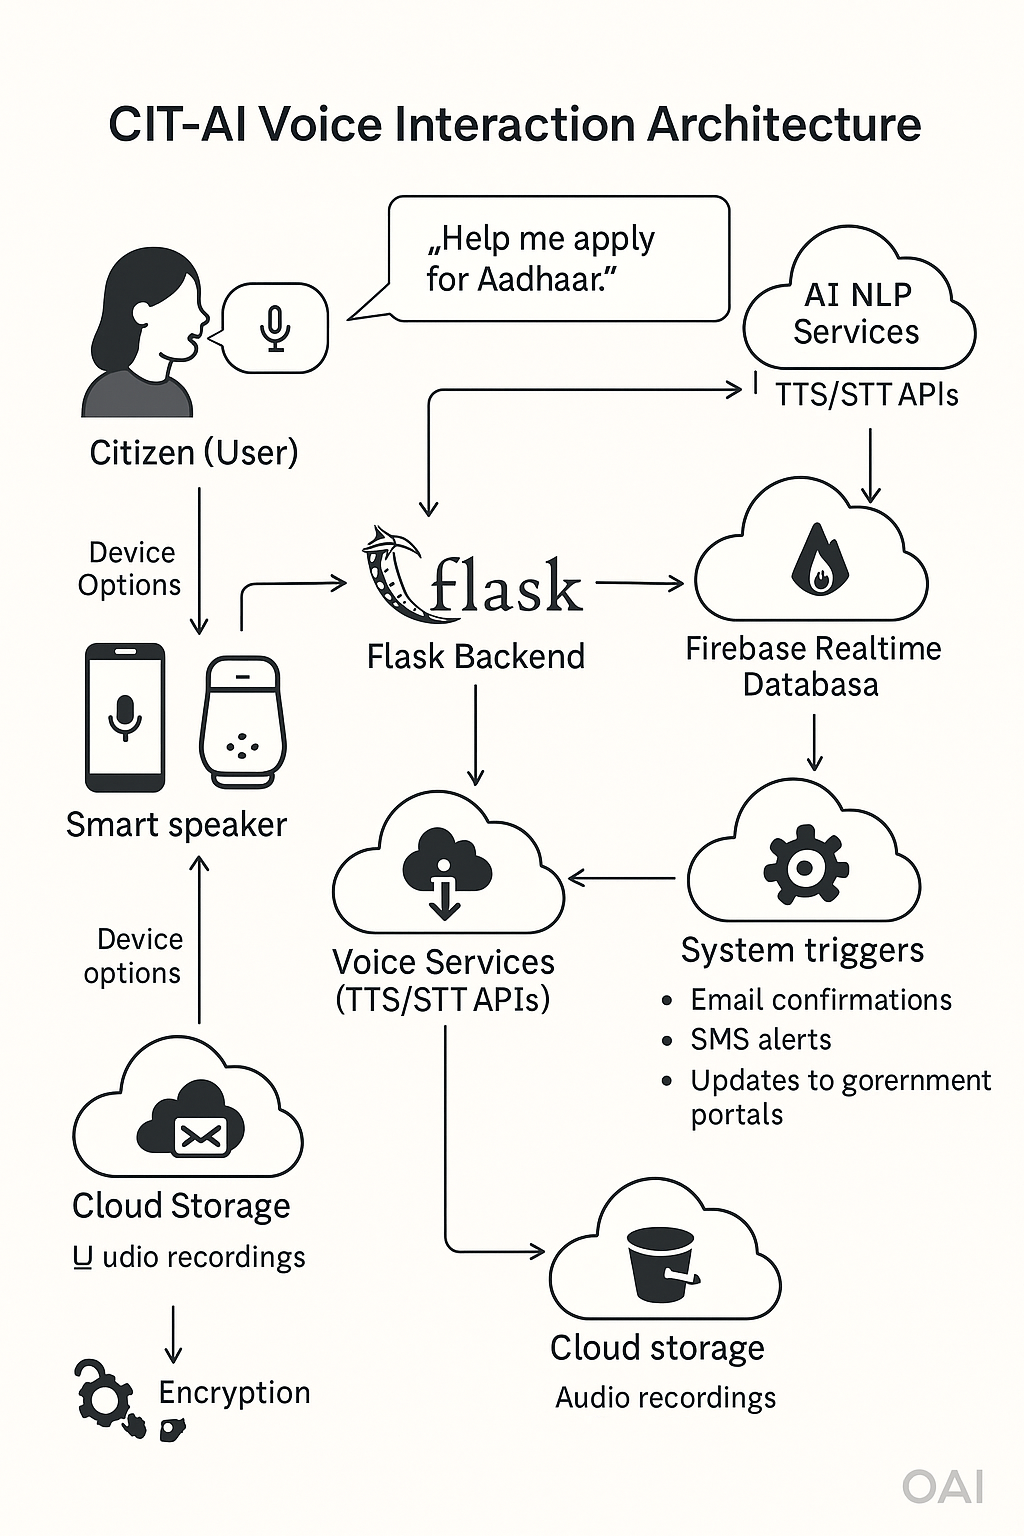 CIT-AI Voice Interaction Architecture
„Help me apply
for Aadhaar.”
AI NLP
Services
TTS/STT APIs
Citizen (User)
Device
Options
flask
Flask Backend
Firebase Realtime
Databasa
Smart speaker
Voice Services
(TTS/STT APIs)
System triggers
• Email confirmations
• SMS alerts
• Updates to gorernment
portals
Device
options
Cloud Storage
U udio recordings
Encryption
Cloud storage
Audio recordings
OAI